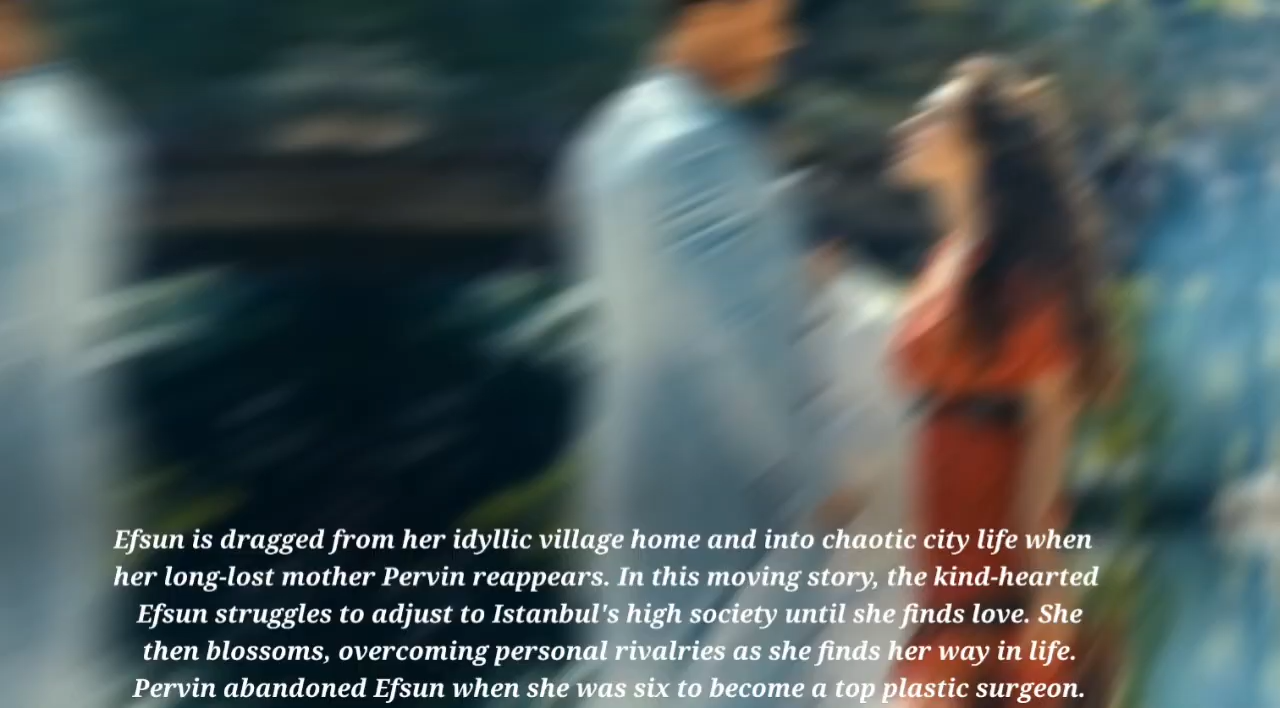 Efsun is dragged from her idyllic village home and into chaotic city life when
her long-lost mother Pervin reappears. In this moving story, the kind-hearted
Efsun struggles to adjust to Istanbul's high society until she finds love. She
then blossoms, overcoming personal rivalries as she finds her way in life.
Pervin abandoned Efsun when she was six to become a top plastic surgeon.